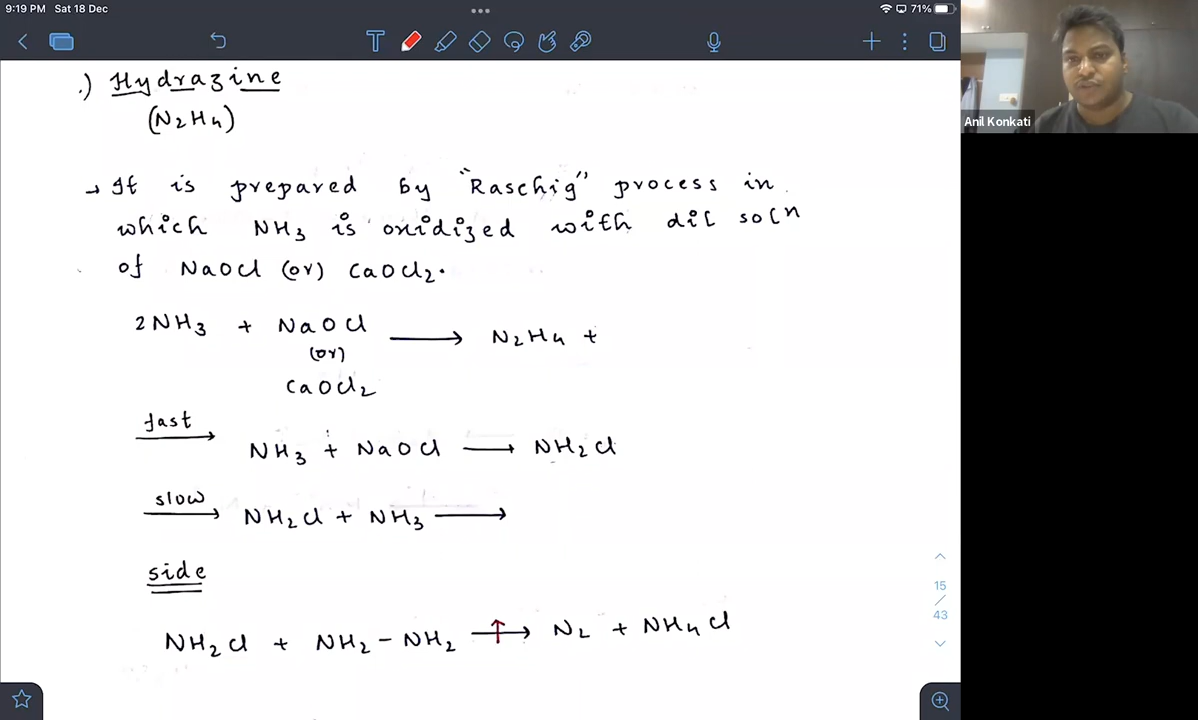 9:19 PM Sat 18 Dec
71%
T
Anil Konkati
.) Hydrazine
(N2H4)
→ It is prepared by "Raschig" process in
which NH3 is oxidized with dil soln
of NaOCl (or) CaOCl2.
2NH3 + NaOCl ⟶ N2H4 +
(or)
CaOCl2
fast
⟶ NH3 + NaOCl ⟶ NH2Cl
slow
⟶ NH2Cl + NH3 ⟶
side
NH2Cl + NH2-NH2 ⟶ N2 + NH4Cl
15
/
43